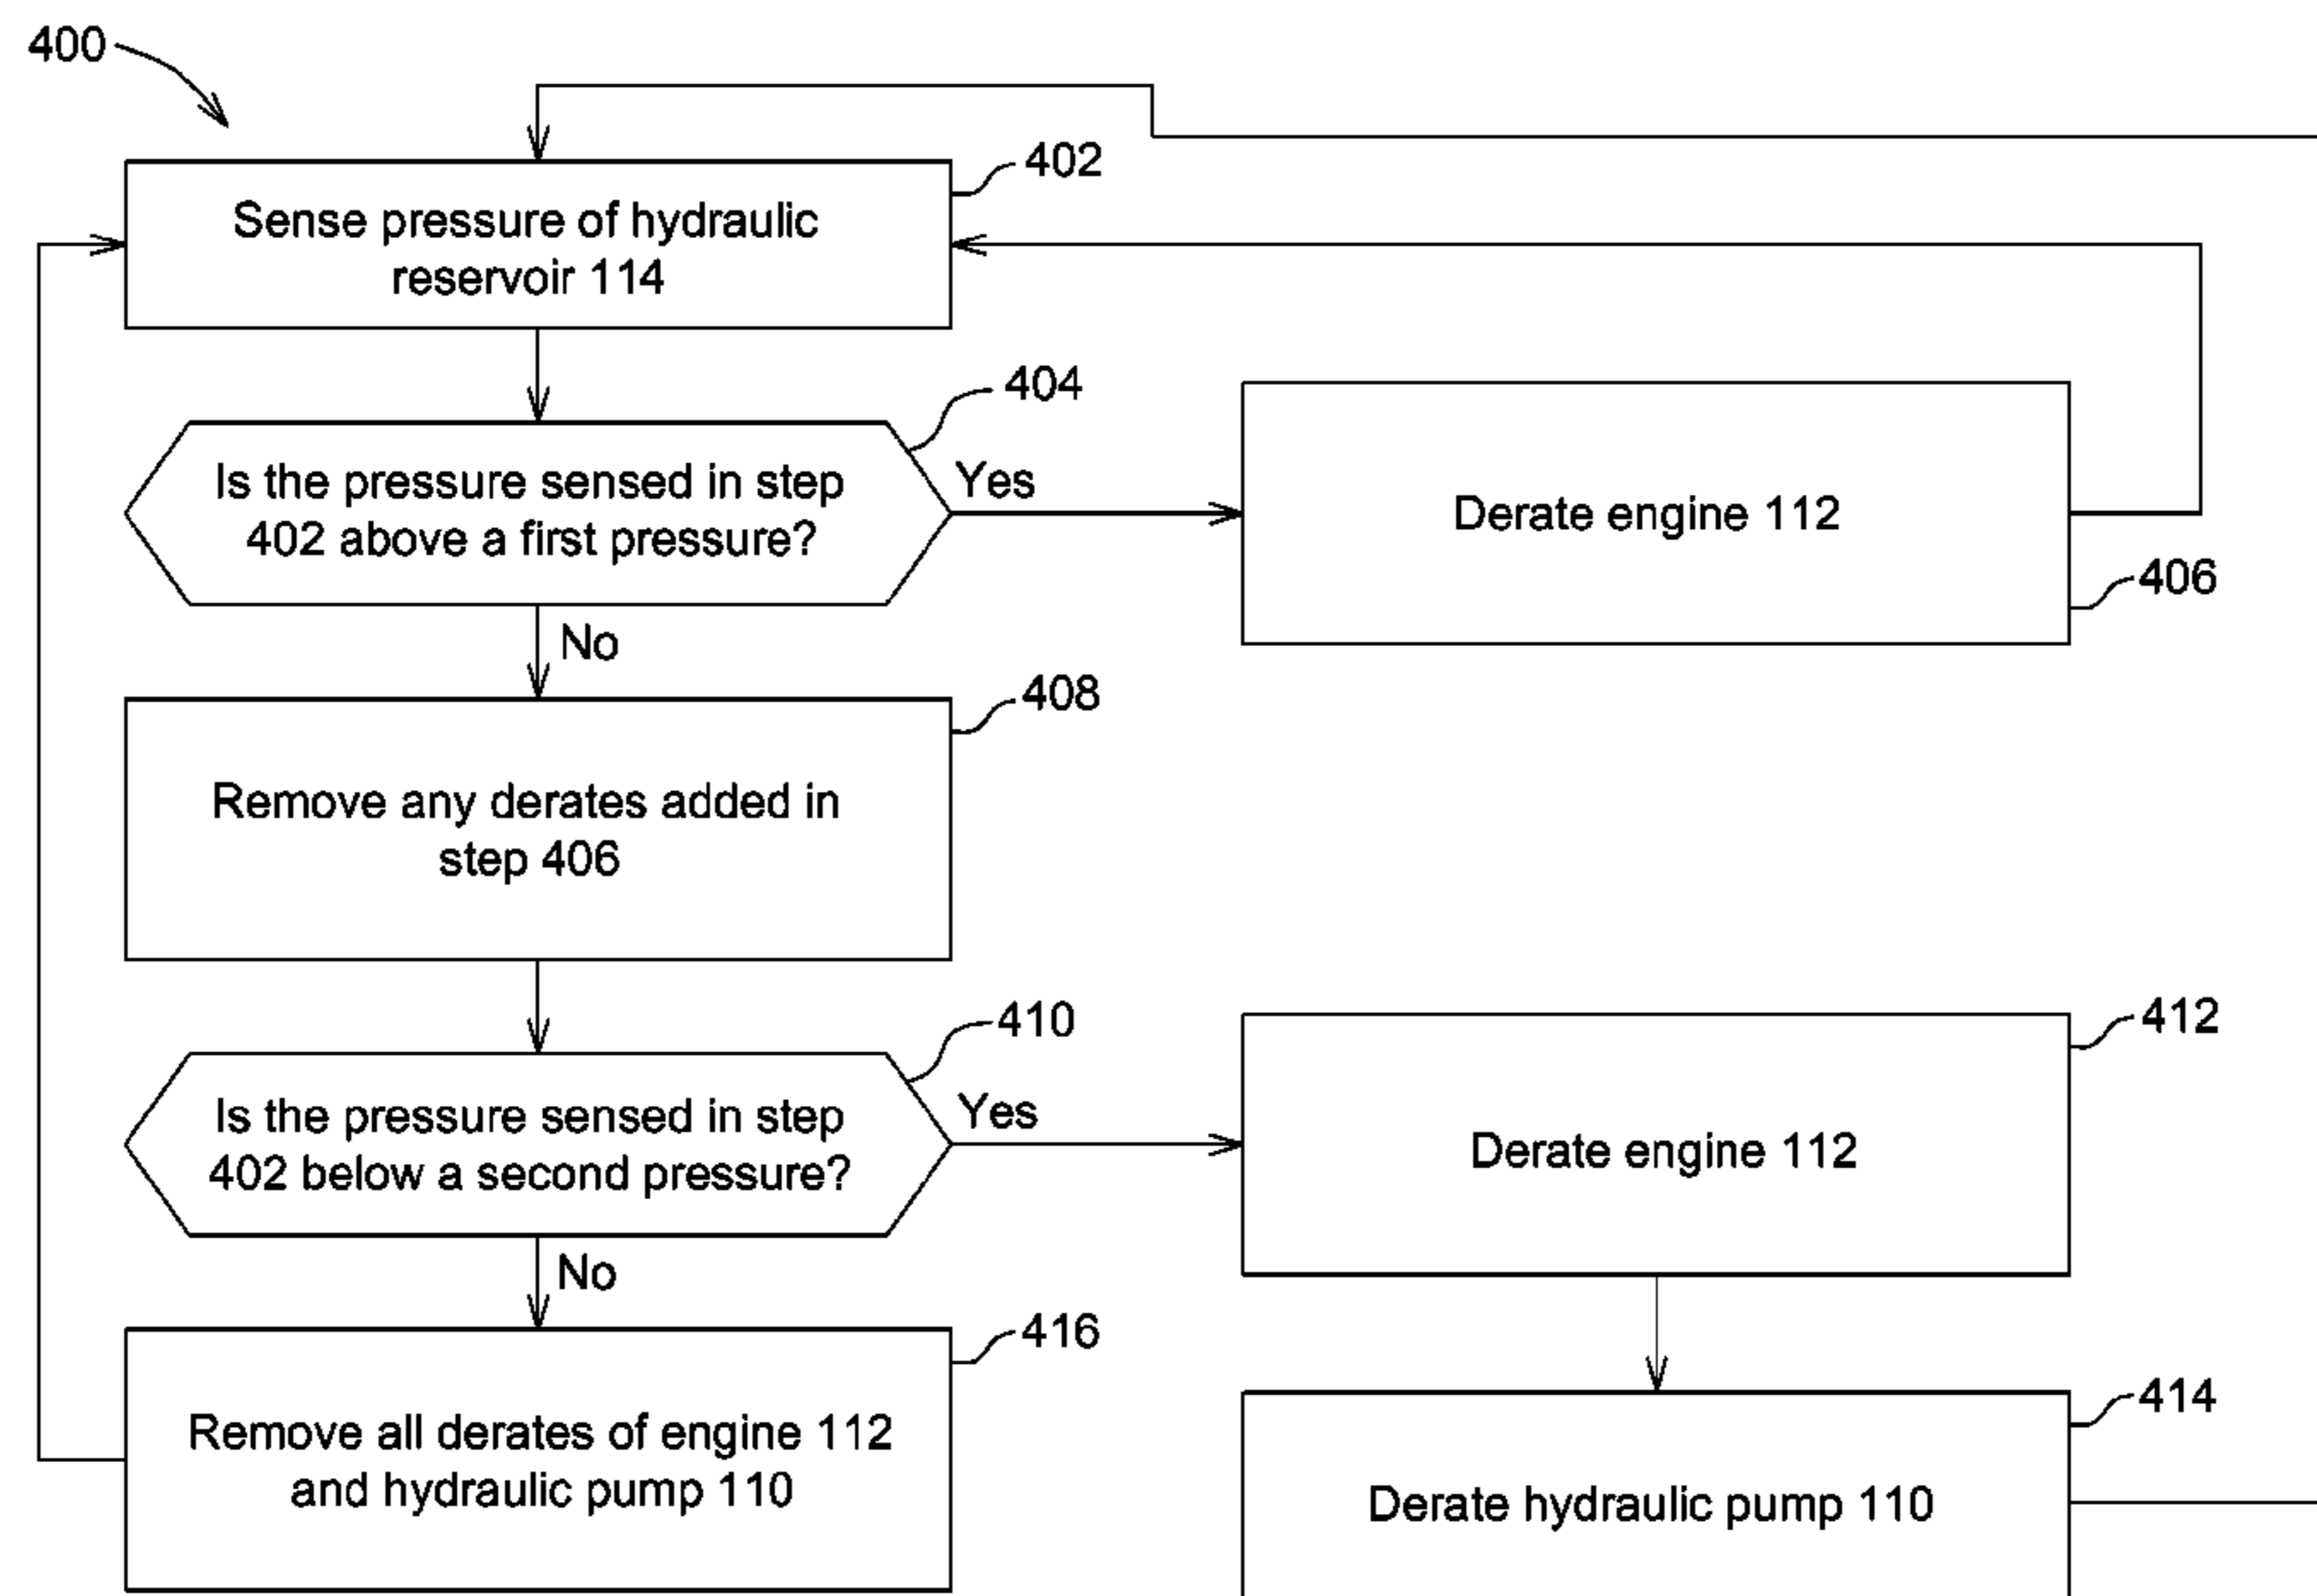 400
402
Sense pressure of hydraulic
reservoir 114
404
Is the pressure sensed in step
402 above a first pressure?
Yes
Derate engine 112
406
No
408
Remove any derates added in
step 406
410
Is the pressure sensed in step
402 below a second pressure?
Yes
412
Derate engine 112
No
416
Remove all derates of engine 112
and hydraulic pump 110
414
Derate hydraulic pump 110